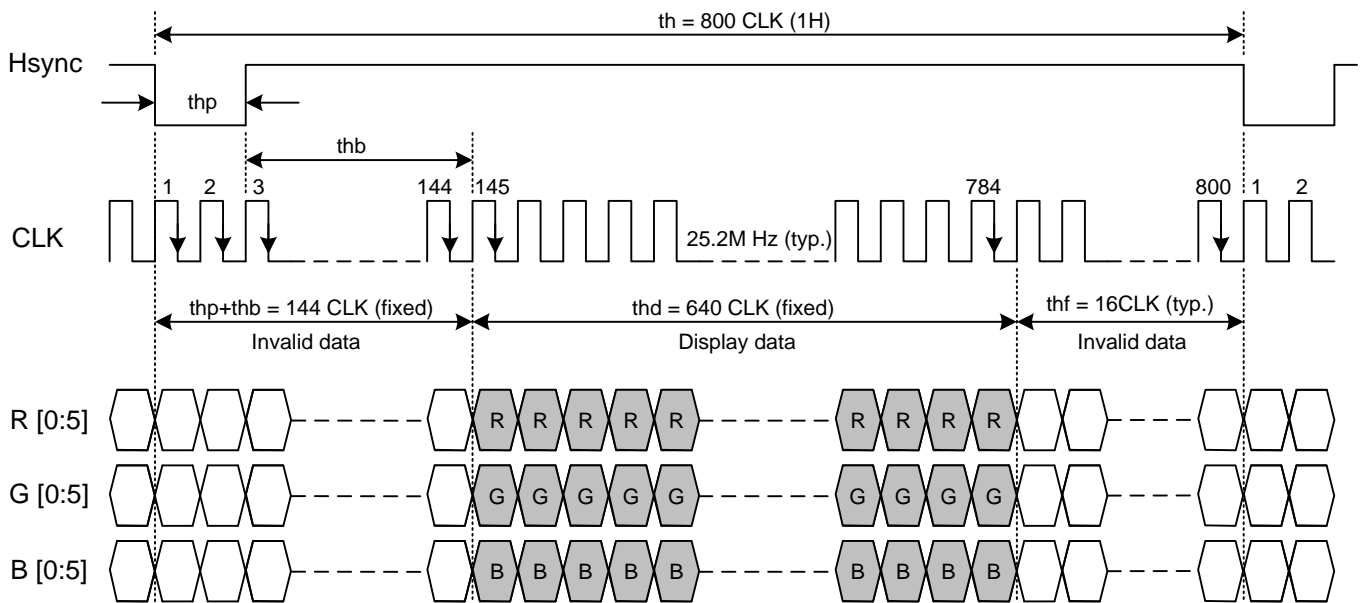 th = 800 CLK (1H)
Hsync
thp
thb
1 2 3 144 145 784 800 1 2
CLK
25.2M Hz (typ.)
thp+thb = 144 CLK (fixed) thd = 640 CLK (fixed) thf = 16CLK (typ.)
Invalid data Display data Invalid data
R [0:5] R R R R R R R R R
G [0:5] G G G G G G G G G
B [0:5] B B B B B B B B B